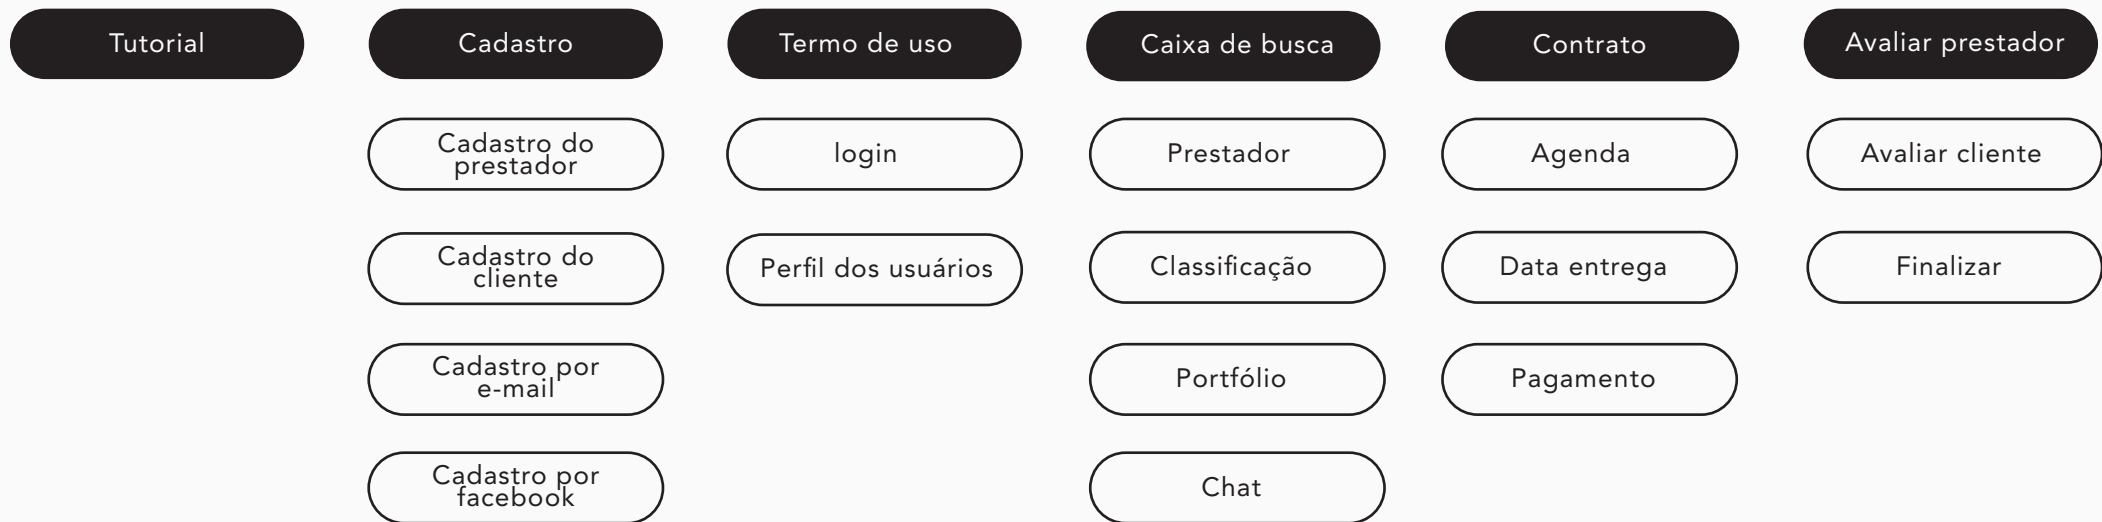 Tutorial
Cadastro
Termo de uso
Caixa de busca
Contrato
Avaliar prestador
Cadastro do
prestador
login
Prestador
Agenda
Avaliar cliente
Cadastro do
cliente
Perfil dos usuários
Classificação
Data entrega
Finalizar
Cadastro por
e-mail
Portfólio
Pagamento
Cadastro por
facebook
Chat